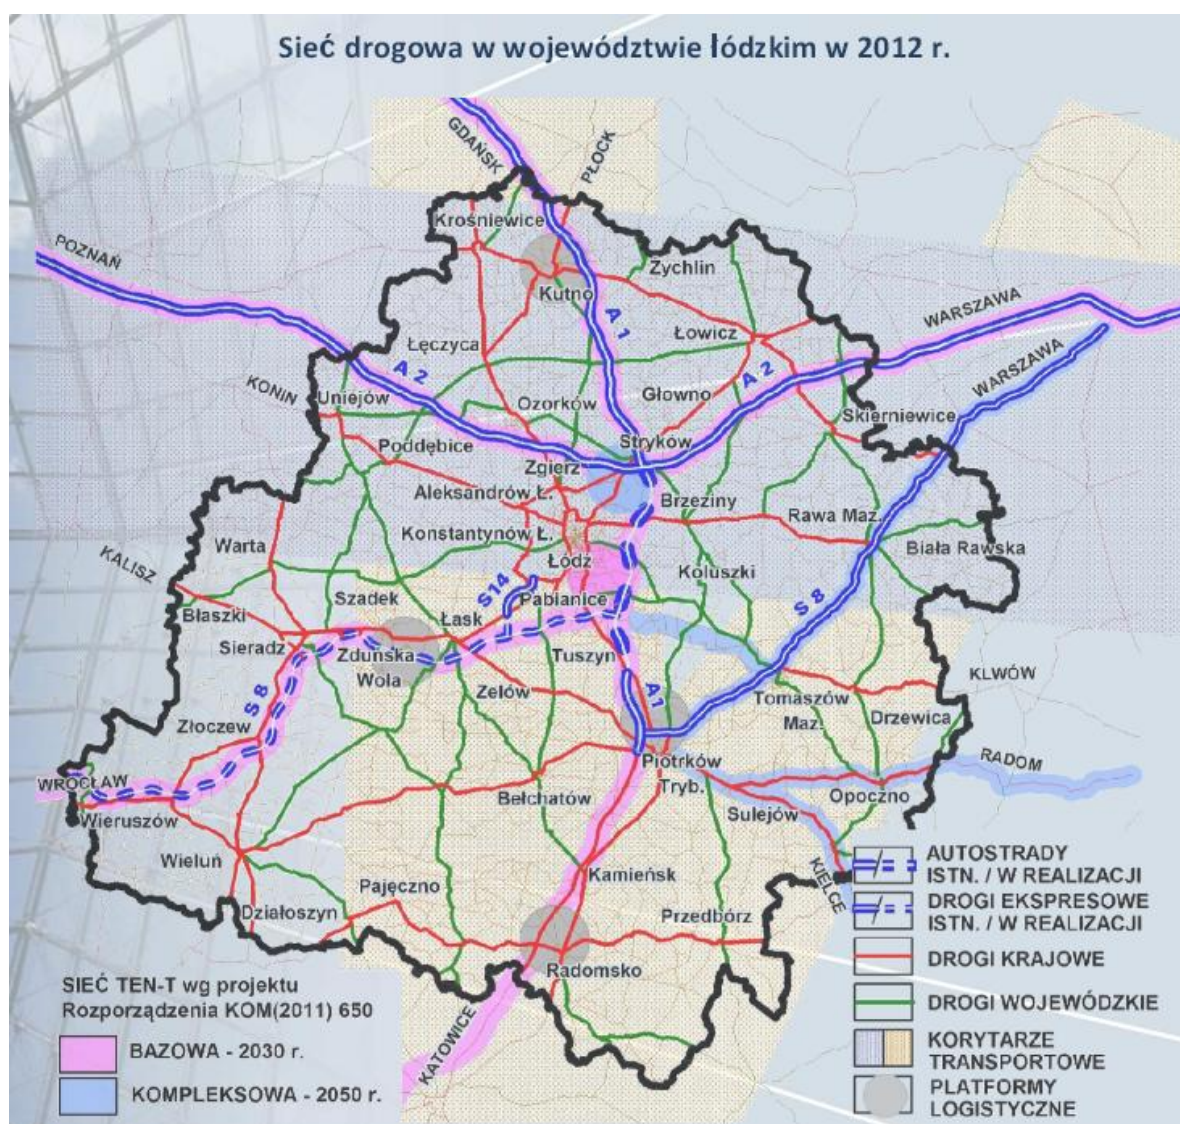 Sieć drogowa w województwie łódzkim w 2012 r.
GDAŃSK
PŁOCK
Krośniewice
POZNAŃ
Żychlin
Kutno
A 1
WARSZAWA
Łęczyca
Łowicz
WARSZAWA
A 2
A 2
KONIN
Uniejów
Ozorków
Głowno
Skierniewice
Poddębice
Stryków
Zgierz
Aleksandrów Ł.
Brzeziny
Rawa Maz.
Konstantynów Ł.
Warta
Biała Rawska
KALISZ
Łódź
Koluszki
S14
Szadek
Pabianice
S 8
Błaszki
Łask
Sieradz
Zduńska
Wola
Tuszyn
KLWÓW
S 8
Zelów
A1
Tomaszów
Maz.
Drzewica
Złoczew
Piotrków
Tryb.
RADOM
WROCŁAW
Bełchatów
Opoczno
Sulejów
Wieruszów
Wieluń
KIELCE
Kamieńsk
Pajęczno
Działoszyn
Przedbórz
Radomsko
KATOWICE
SIEĆ TEN-T wg projektu
Rozporządzenia KOM(2011) 650
BAZOWA - 2030 r.
KOMPLEKSOWA - 2050 r.
AUTOSTRADY
ISTN. / W REALIZACJI
DROGI EKSPRESOWE
ISTN. / W REALIZACJI
DROGI KRAJOWE
DROGI WOJEWÓDZKIE
KORYTARZE
TRANSPORTOWE
PLATFORMY
LOGISTYCZNE